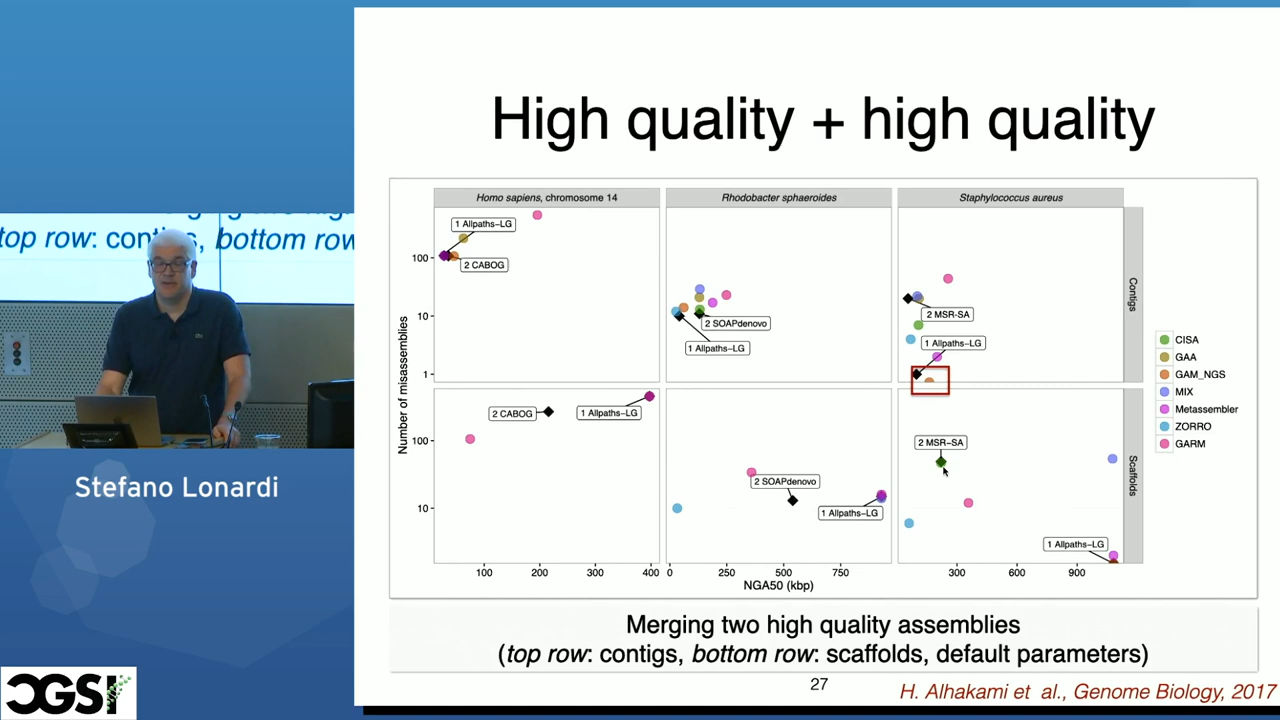 High quality + high quality
Homo sapiens, chromosome 14
Rhodobacter sphaeroides
Staphylococcus aureus
1 Allpaths-LG
2 CABOG
2 SOAPdenovo
1 Allpaths-LG
2 MSR-SA
1 Allpaths-LG
100
10
1
Contigs
2 CABOG
1 Allpaths-LG
2 SOAPdenovo
1 Allpaths-LG
2 MSR-SA
1 Allpaths-LG
100
10
Scaffolds
Number of misassemblies
100 200 300 400
0 250 500 750
300 600 900
NGA50 (kbp)
CISA
GAA
GAM_NGS
MIX
Metassembler
ZORRO
GARM
Merging two high quality assemblies
(top row: contigs, bottom row: scaffolds, default parameters)
27
H. Alhakami et al., Genome Biology, 2017
top row: contigs, bottom row
Stefano Lonardi
CGSI